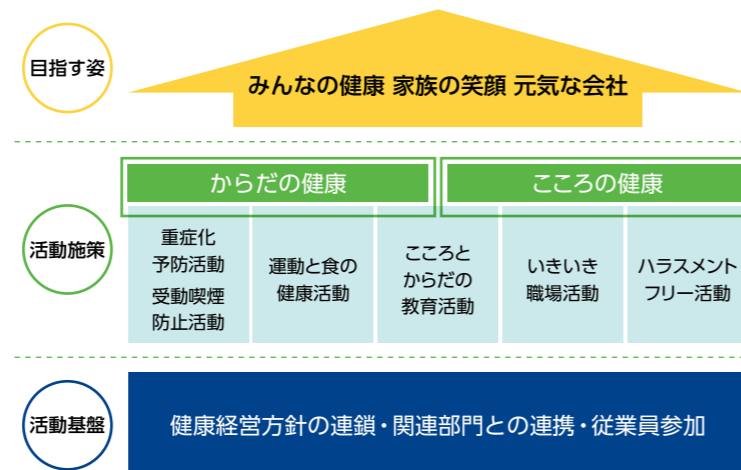 目指す姿
みんなの健康 家族の笑顔 元気な会社
活動施策
からだの健康
こころの健康
重症化
予防活動
受動喫煙
防止活動
運動と食の
健康活動
こころと
からだの
教育活動
いきいき
職場活動
ハラスメント
フリー活動
活動基盤
健康経営方針の連鎖・関連部門との連携・従業員参加